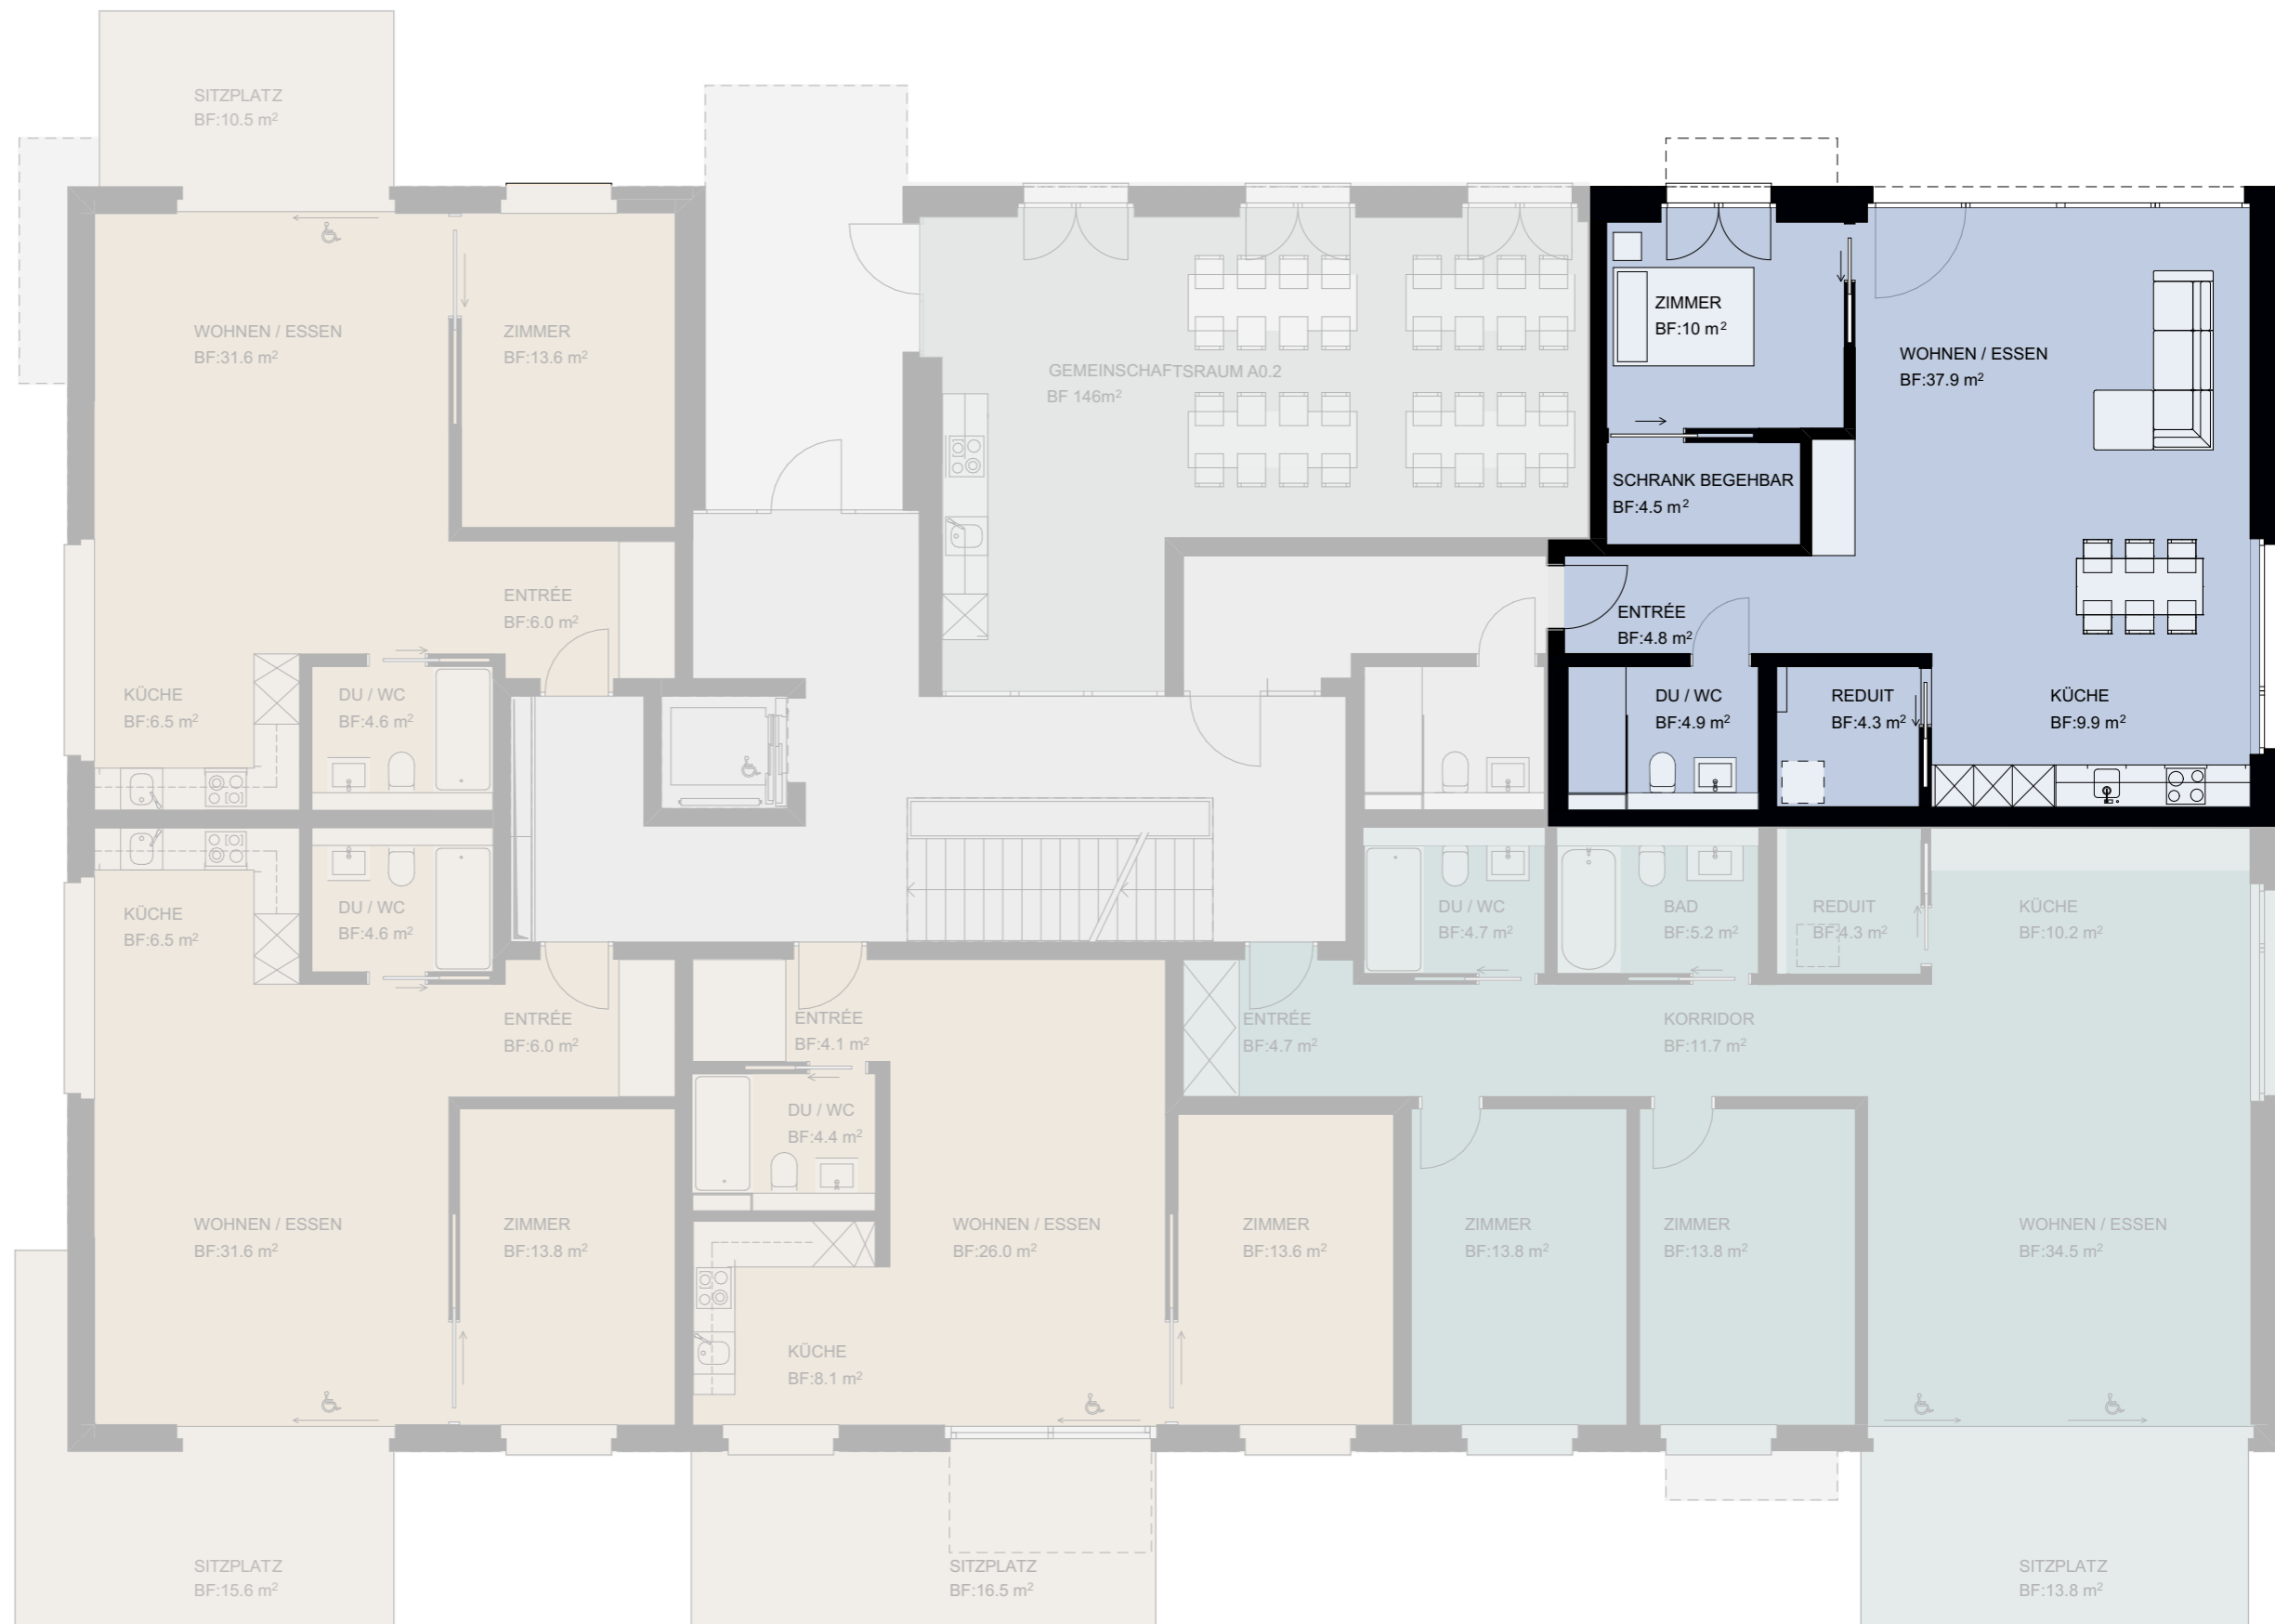 SITZPLATZ
BF:10.5 m²
WOHNEN / ESSEN
BF:31.6 m²
ZIMMER
BF:13.6 m²
GEMEINSCHAFTSRAUM A0.2
BF 146m²
ZIMMER
BF:10 m²
WOHNEN / ESSEN
BF:37.9 m²
SCHRANK BEGEHBAR
BF:4.5 m²
ENTRÉE
BF:6.0 m²
ENTRÉE
BF:4.8 m²
KÜCHE
BF:6.5 m²
DU / WC
BF:4.6 m²
DU / WC
BF:4.9 m²
REDUIT
BF:4.3 m²
KÜCHE
BF:9.9 m²
KÜCHE
BF:6.5 m²
DU / WC
BF:4.6 m²
DU / WC
BF:4.7 m²
BAD
BF:5.2 m²
REDUIT
BF:4.3 m²
KÜCHE
BF:10.2 m²
ENTRÉE
BF:6.0 m²
ENTRÉE
BF:4.1 m²
ENTRÉE
BF:4.7 m²
KORRIDOR
BF:11.7 m²
DU / WC
BF:4.4 m²
WOHNEN / ESSEN
BF:31.6 m²
ZIMMER
BF:13.8 m²
WOHNEN / ESSEN
BF:26.0 m²
ZIMMER
BF:13.6 m²
ZIMMER
BF:13.8 m²
ZIMMER
BF:13.8 m²
WOHNEN / ESSEN
BF:34.5 m²
KÜCHE
BF:8.1 m²
SITZPLATZ
BF:15.6 m²
SITZPLATZ
BF:16.5 m²
SITZPLATZ
BF:13.8 m²